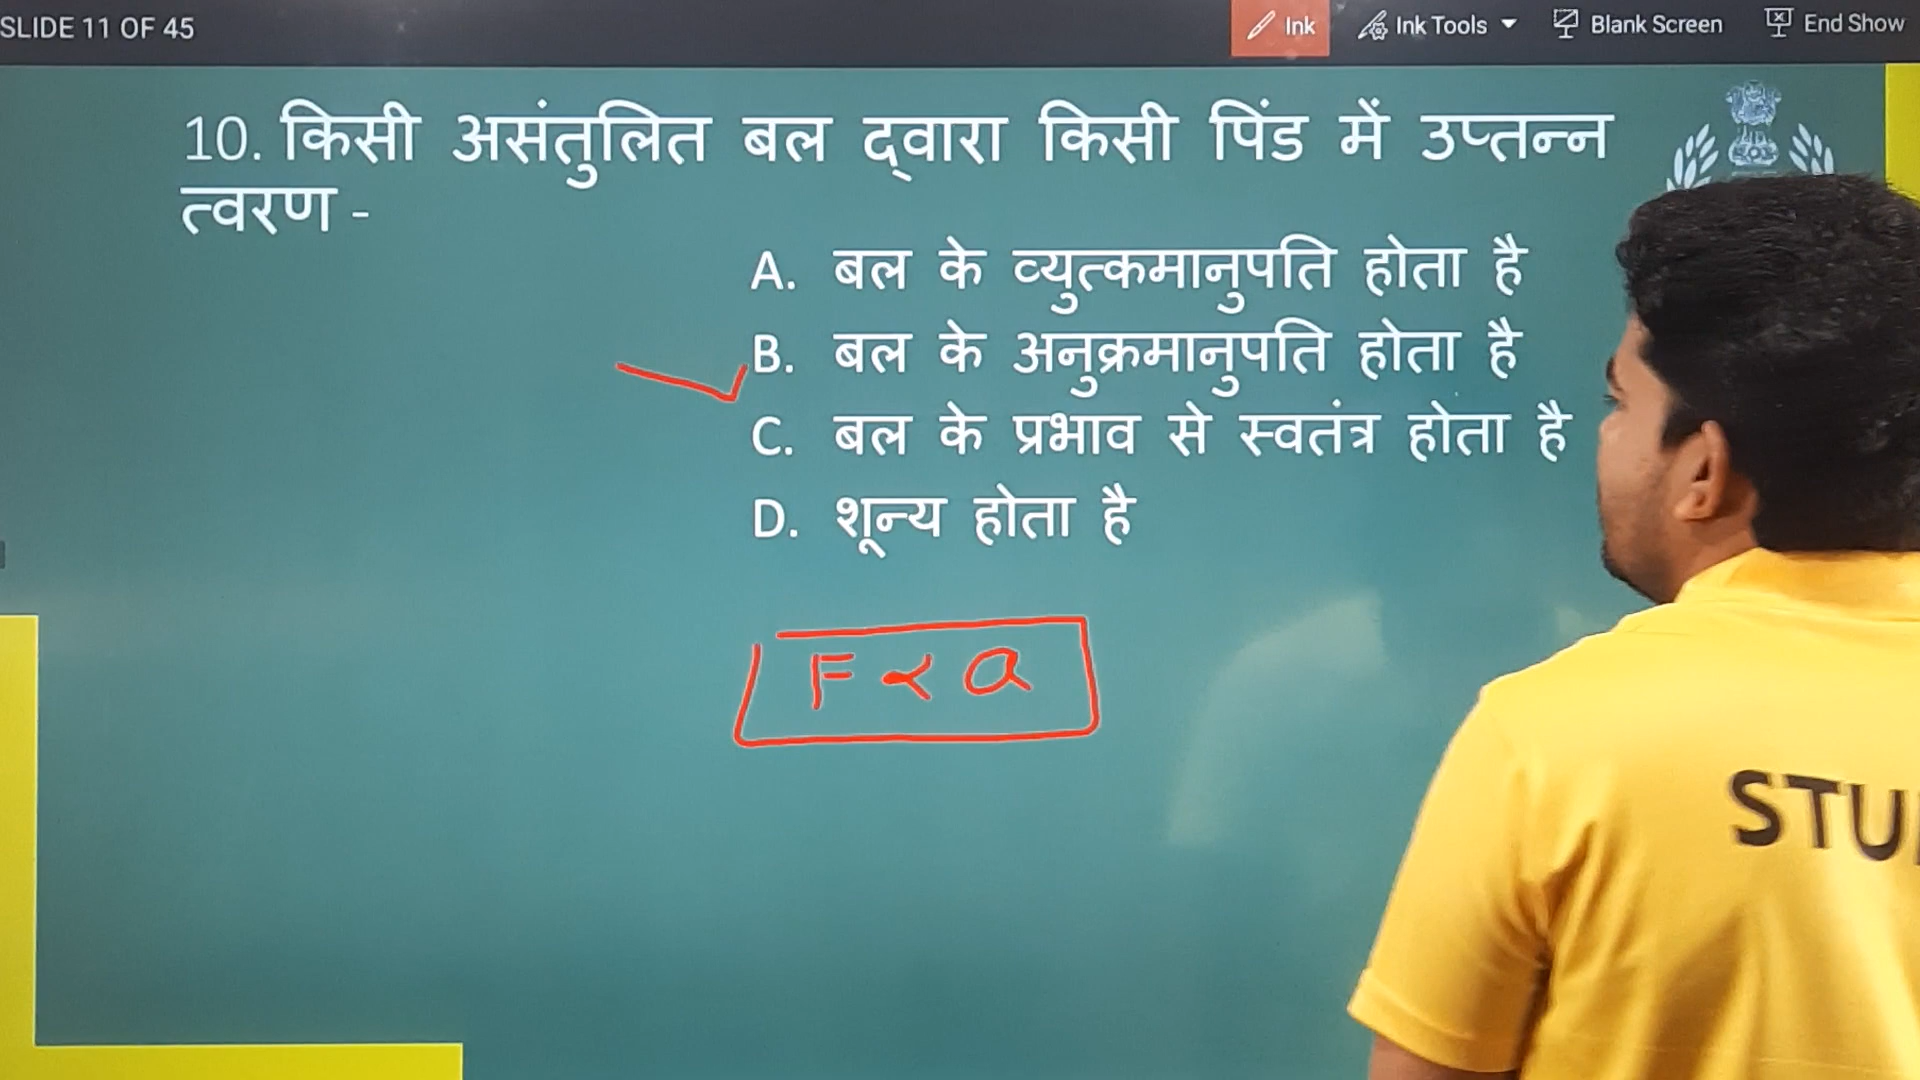 SLIDE 11 OF 45
Ink
Ink Tools
Blank Screen
End Show
10. किसी असंतुलित बल द्वारा किसी पिंड में उप्तन्न
त्वरण -
A. बल के व्युत्कमानुपति होता है
B. बल के अनुक्रमानुपति होता है
C. बल के प्रभाव से स्वतंत्र होता है
D. शून्य होता है
F ∝ a
STU